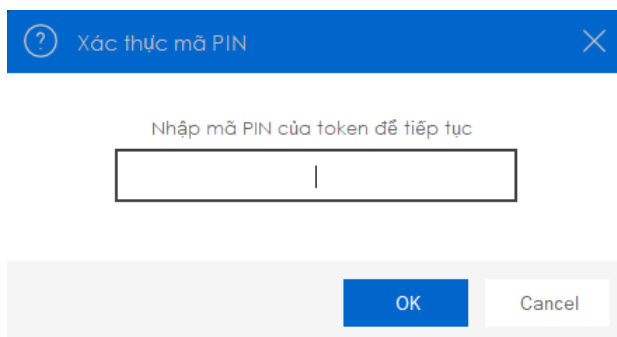 Xác thực mã PIN
Nhập mã PIN của token để tiếp tục
OK Cancel